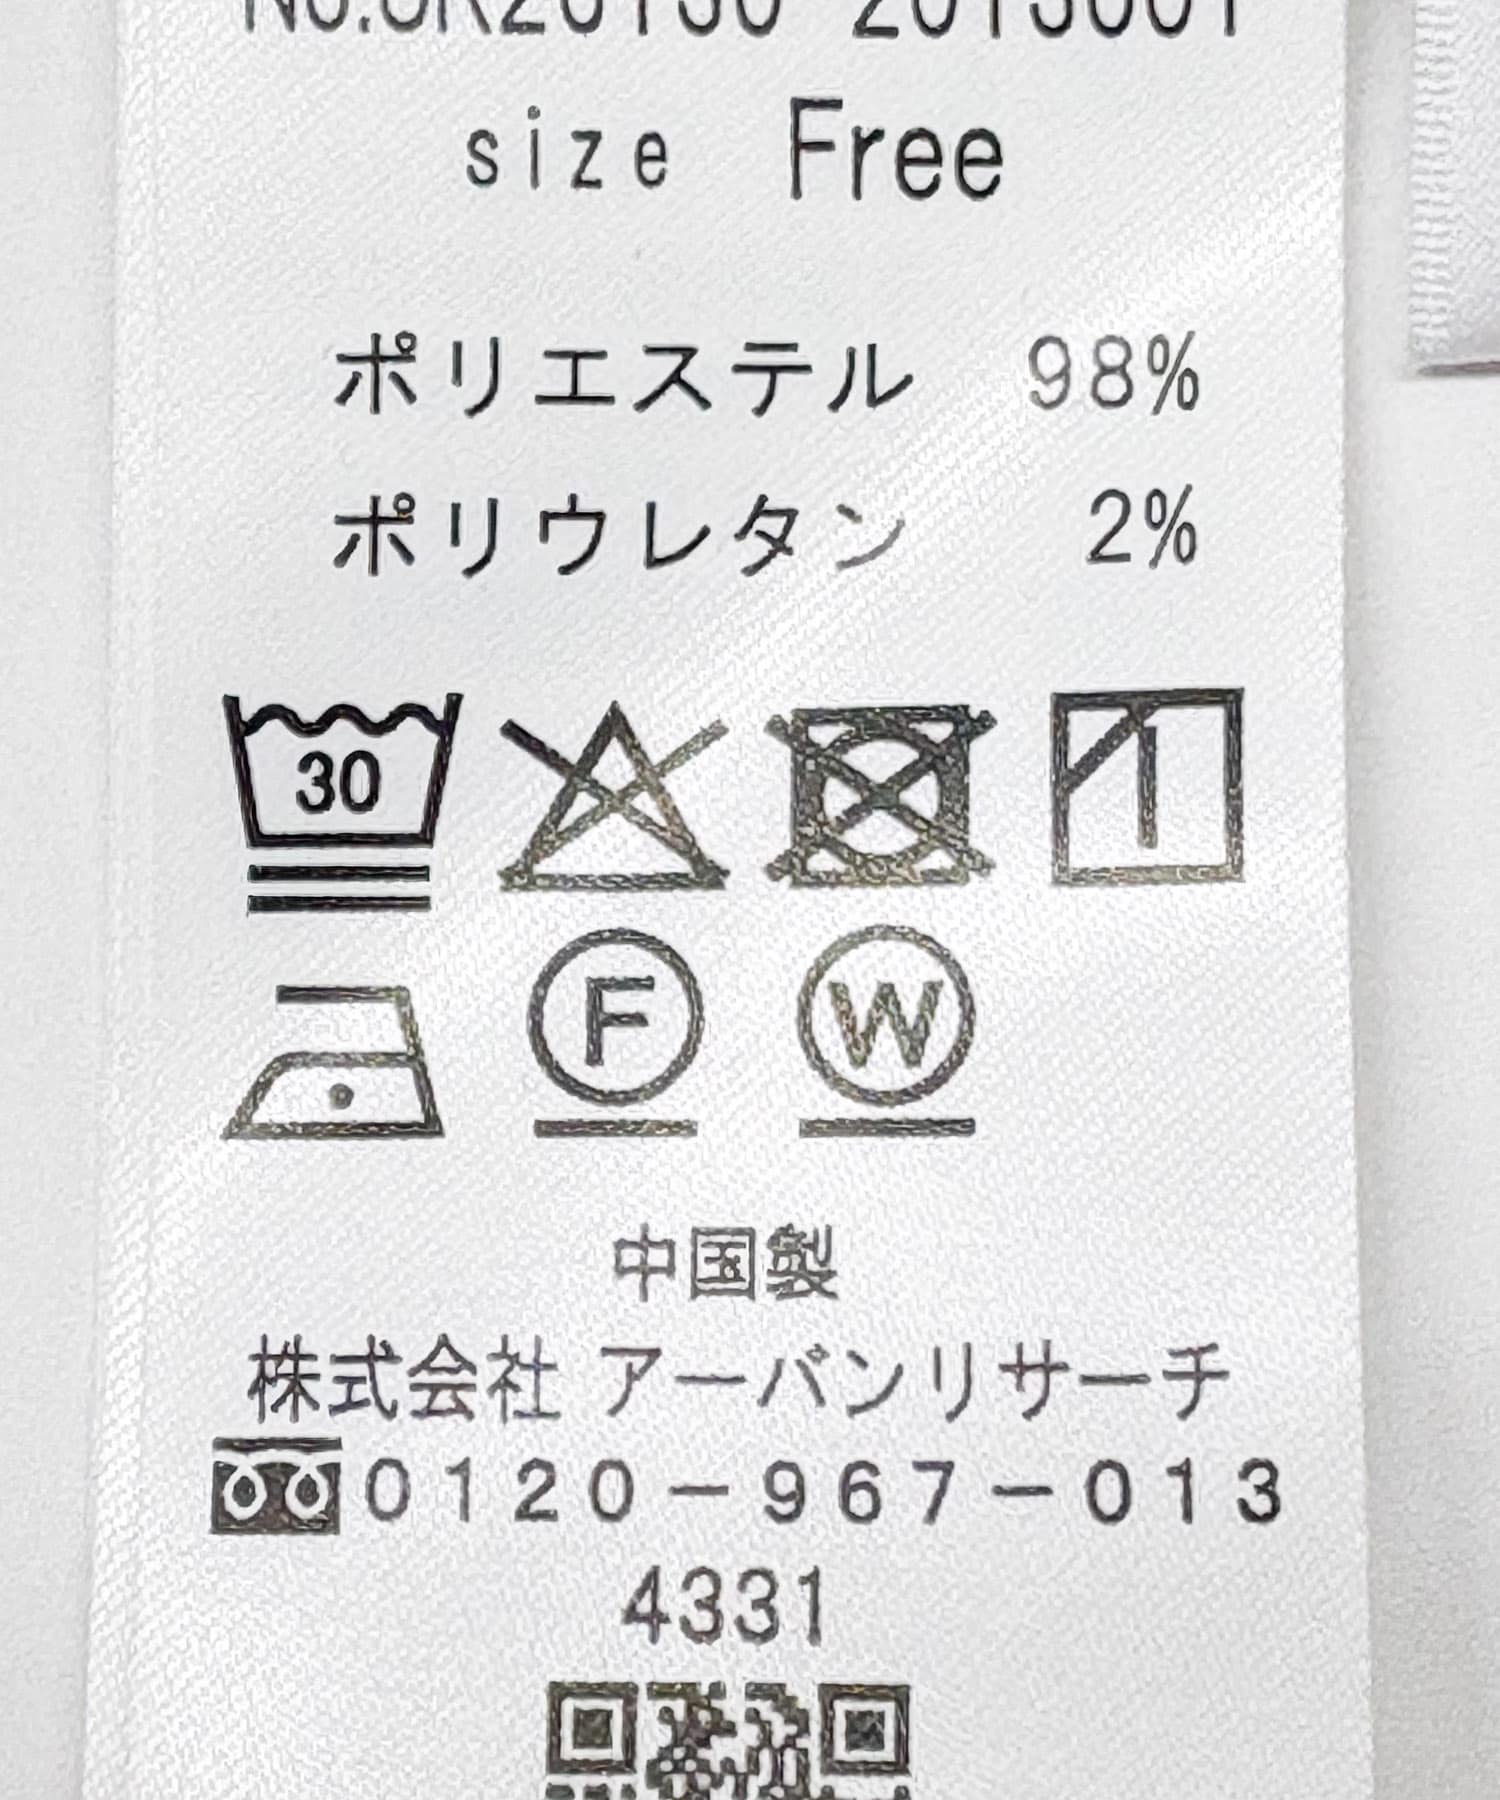 size Free
ポリエステル 98%
ポリウレタン 2%
30
F W
中国製
株式会社 アーバンリサーチ
0120-967-013
4331